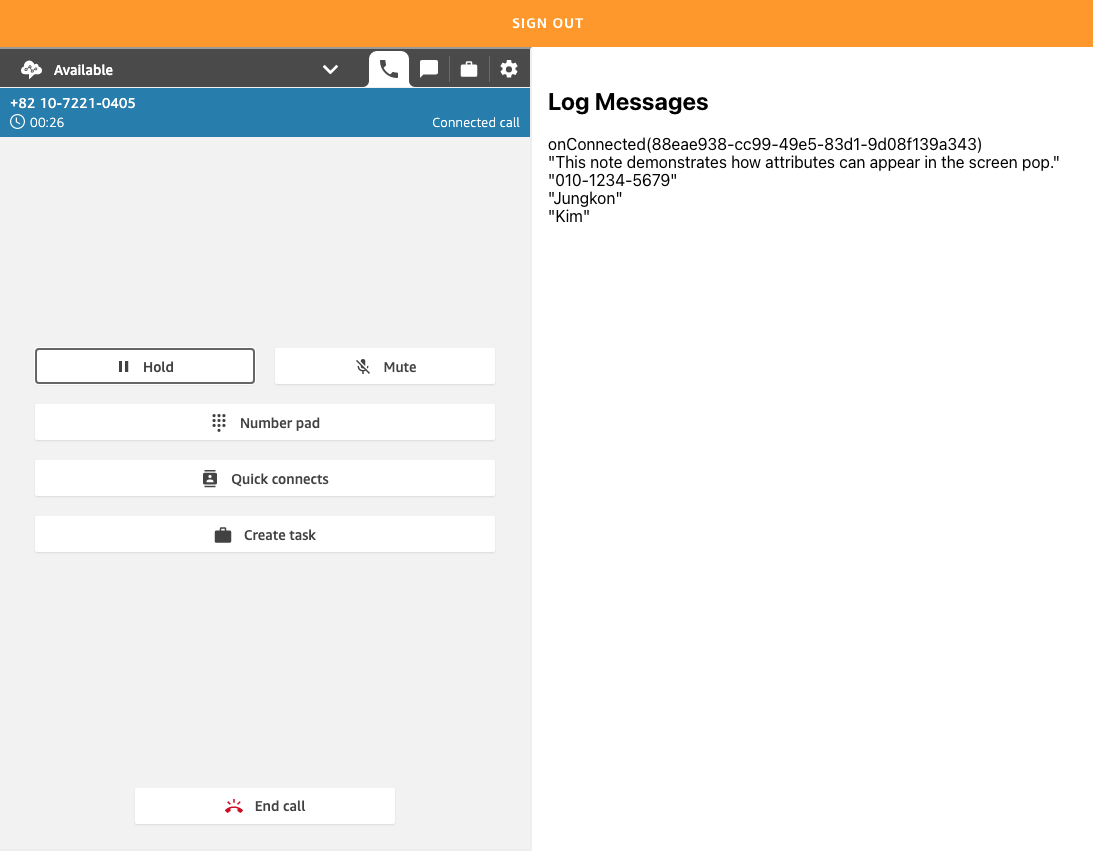 SIGN OUT
Available
+82 10-7221-0405
00:26
Connected call
Hold
Mute
Number pad
Quick connects
Create task
End call
Log Messages
onConnected(88eae938-cc99-49e5-83d1-9d08f139a343)
"This note demonstrates how attributes can appear in the screen pop."
"010-1234-5679"
"Jungkon"
"Kim"